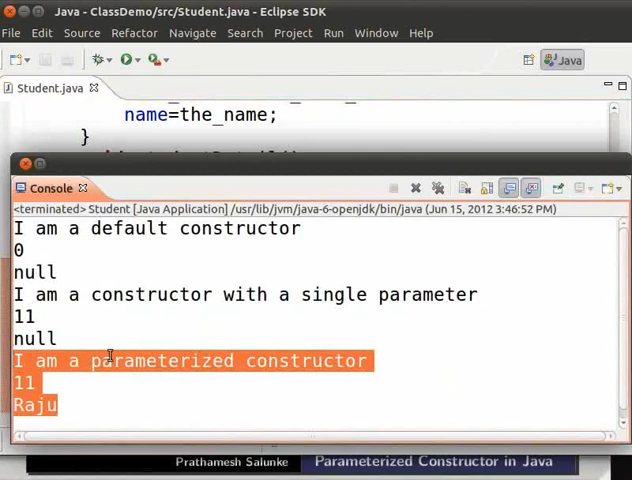 Java - ClassDemo/src/Student.java - Eclipse SDK
File Edit Source Refactor Navigate Search Project Run Window Help
Java
Student.java
name=the_name;
}
Console
<terminated> Student [Java Application] /usr/lib/jvm/java-6-openjdk/bin/java (Jun 15, 2012 3:46:52 PM)
I am a default constructor
0
null
I am a constructor with a single parameter
11
null
I am a parameterized constructor
11
Raju
Prathamesh Salunke Parameterized Constructor in Java